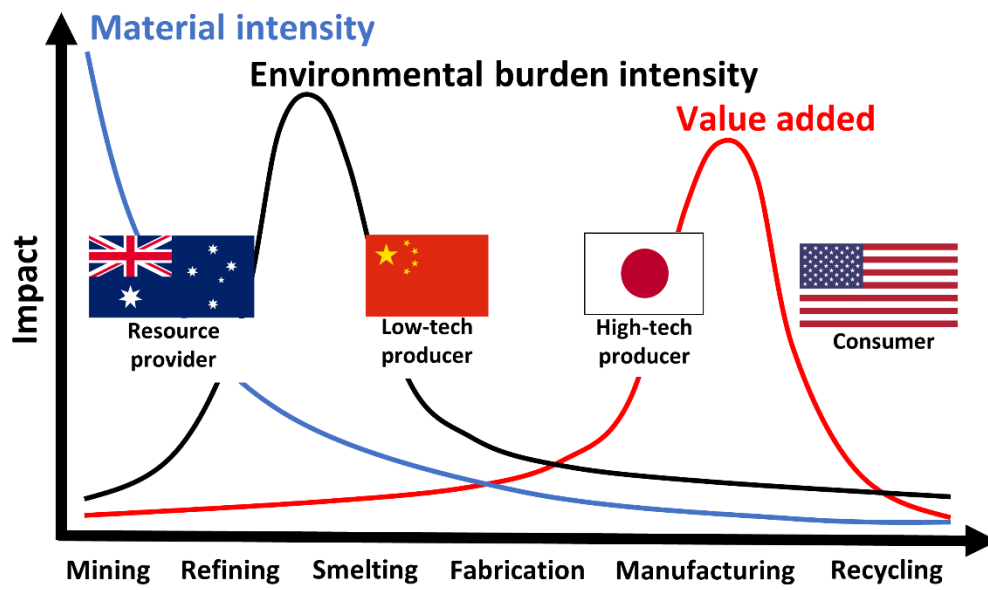 Material intensity
Environmental burden intensity
Value added
Impact
Resource
provider
Low-tech
producer
High-tech
producer
Consumer
Mining Refining Smelting Fabrication Manufacturing Recycling